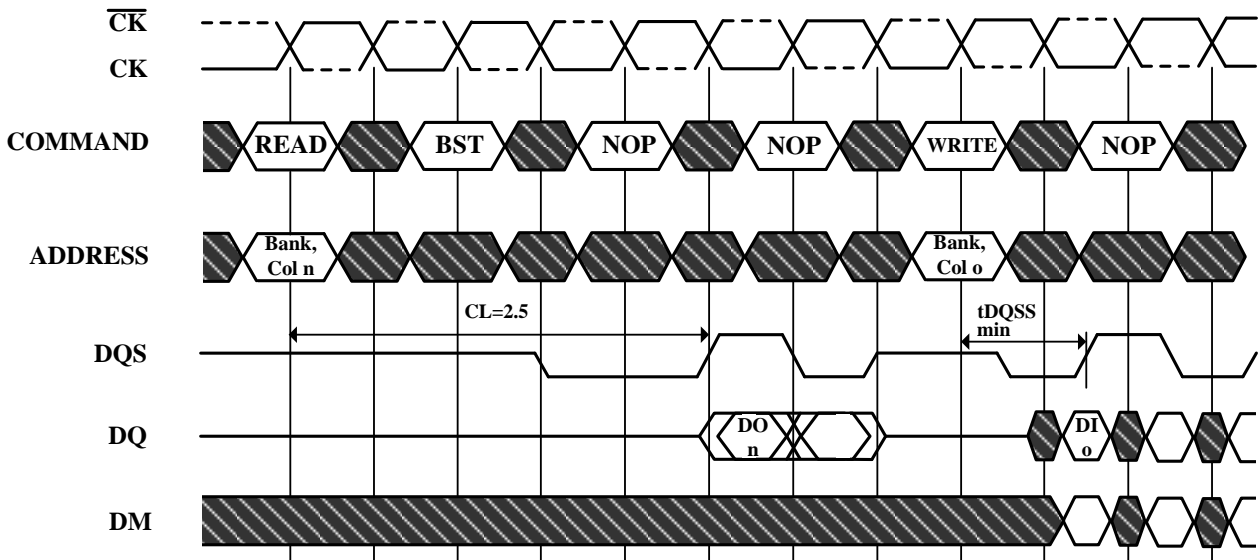 CK
CK
COMMAND
READ
BST
NOP
NOP
WRITE
NOP
ADDRESS
Bank,
Col n
Bank,
Col o
CL=2.5
tDQSS
min
DQS
DQ
DO
n
DI
o
DM